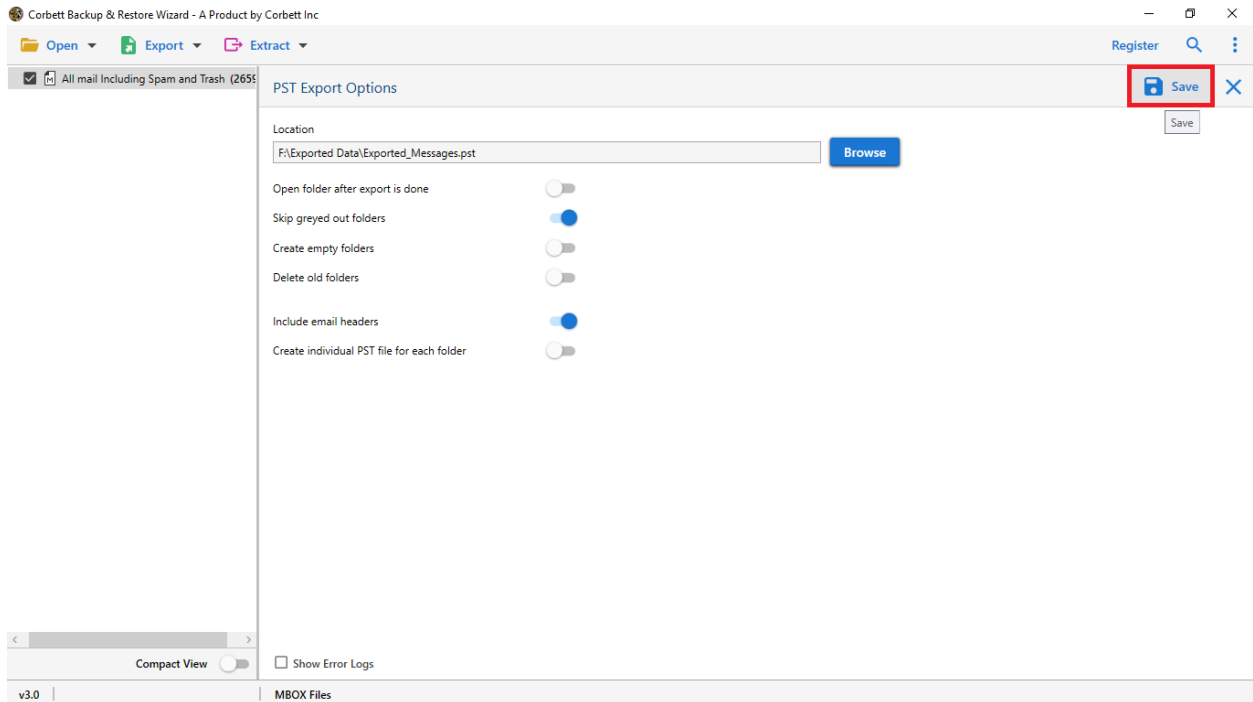 Corbett Backup & Restore Wizard - A Product by Corbett Inc
Open Export Extract Register
All mail Including Spam and Trash (2659
PST Export Options
Save
Save
Location
F:\Exported Data\Exported_Messages.pst
Browse
Open folder after export is done
Skip greyed out folders
Create empty folders
Delete old folders
Include email headers
Create individual PST file for each folder
Compact View
Show Error Logs
v3.0
MBOX Files